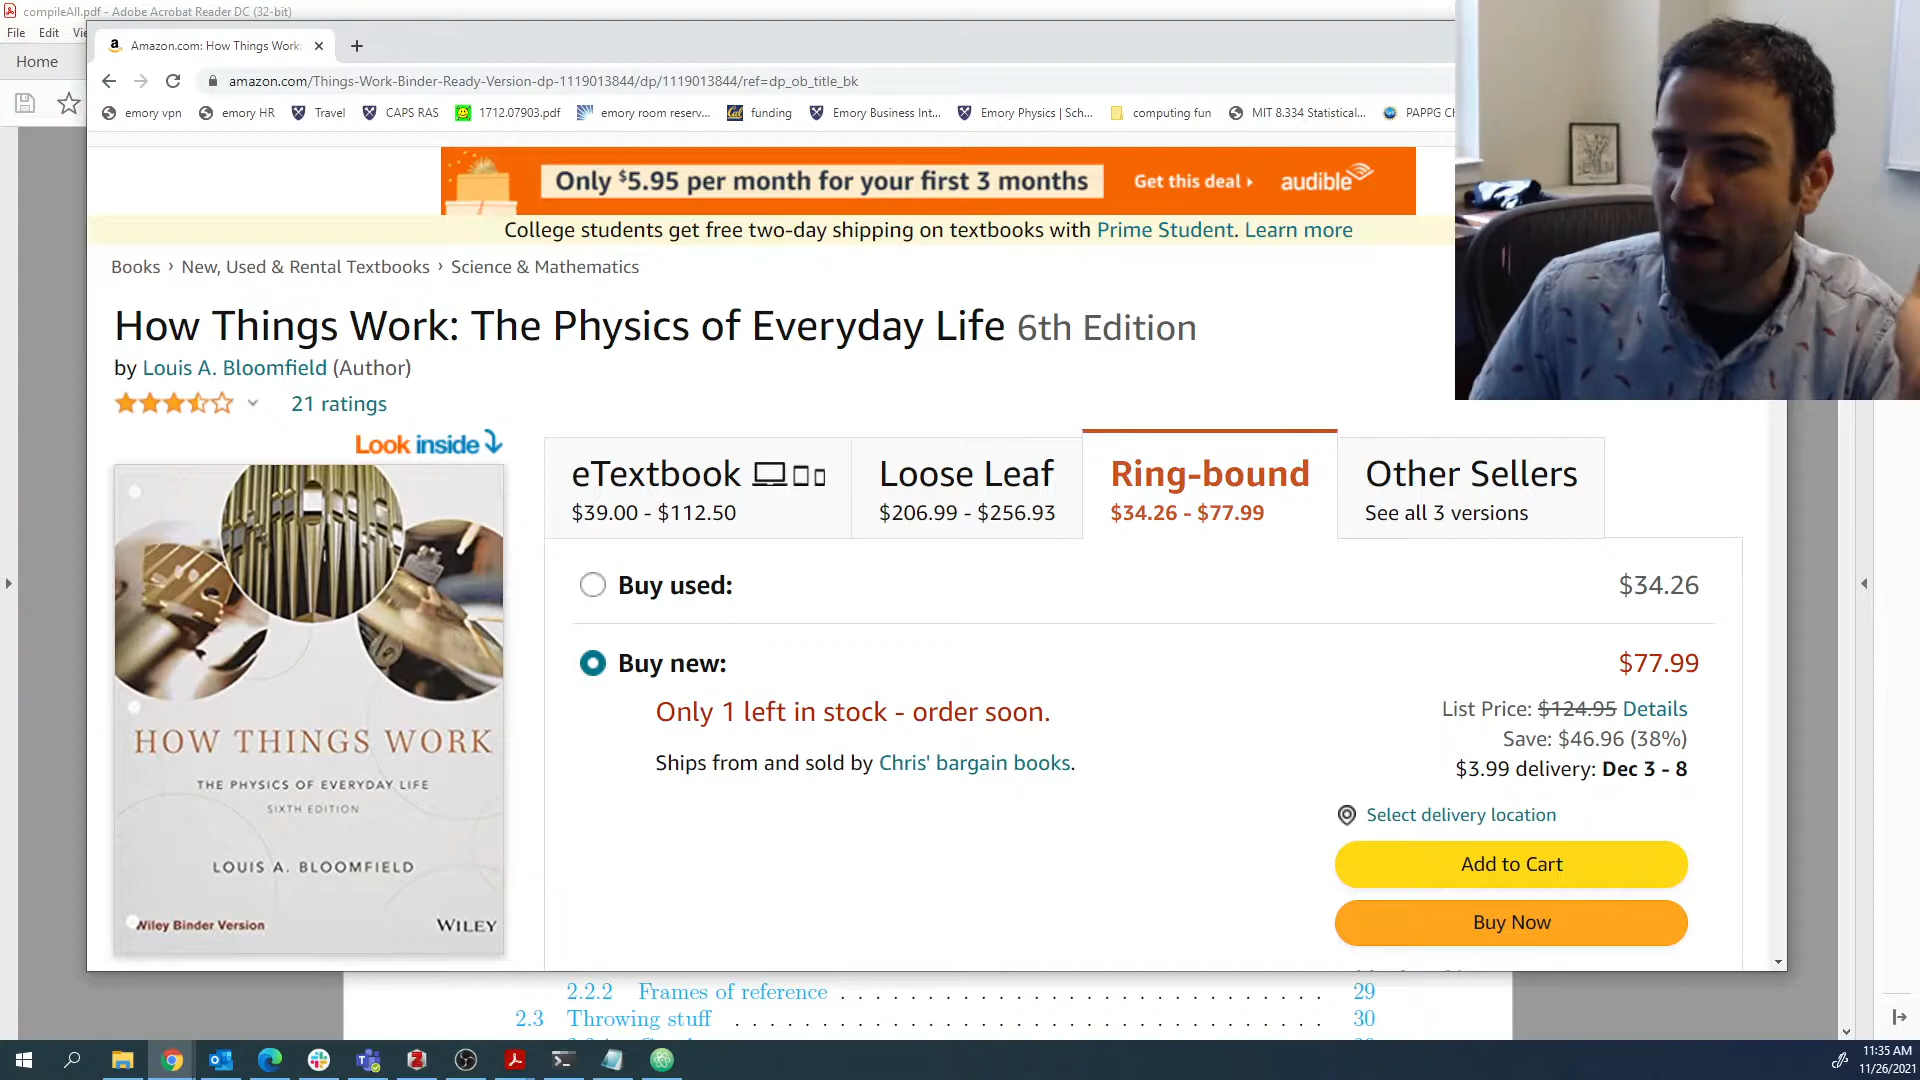 compileAll.pdf - Adobe Acrobat Reader DC (32-bit)
File Edit
Home
Amazon.com: How Things Work
amazon.com/Things-Work-Binder-Ready-Version-dp-1119013844/dp/1119013844/ref=dp_ob_title_bk
emory vpn emory HR Travel CAPS RAS 1712.07903.pdf emory room reserv... funding Emory Business Int... Emory Physics | Sch... computing fun MIT 8.334 Statistical...
Only $5.95 per month for your first 3 months Get this deal › audible
College students get free two-day shipping on textbooks with Prime Student. Learn more
Books › New, Used & Rental Textbooks › Science & Mathematics
How Things Work: The Physics of Everyday Life 6th Edition
by Louis A. Bloomfield (Author)
21 ratings
Look inside
eTextbook Loose Leaf Ring-bound Other Sellers
$39.00 - $112.50 $206.99 - $256.93 $34.26 - $77.99 See all 3 versions
Buy used: $34.26
Buy new: $77.99
Only 1 left in stock - order soon.
List Price: $124.95 Details
Save: $46.96 (38%)
Ships from and sold by Chris' bargain books.
$3.99 delivery: Dec 3 - 8
Select delivery location
Add to Cart
Buy Now
HOW THINGS WORK
THE PHYSICS OF EVERYDAY LIFE
SIXTH EDITION
LOUIS A. BLOOMFIELD
Wiley Binder Version WILEY
2.2.2 Frames of reference . . . . . . . . . . . . . . . . . . . . . . . . . 29
2.3 Throwing stuff . . . . . . . . . . . . . . . . . . . . . . . . . . . . . . 30
11:35 AM
11/26/2021